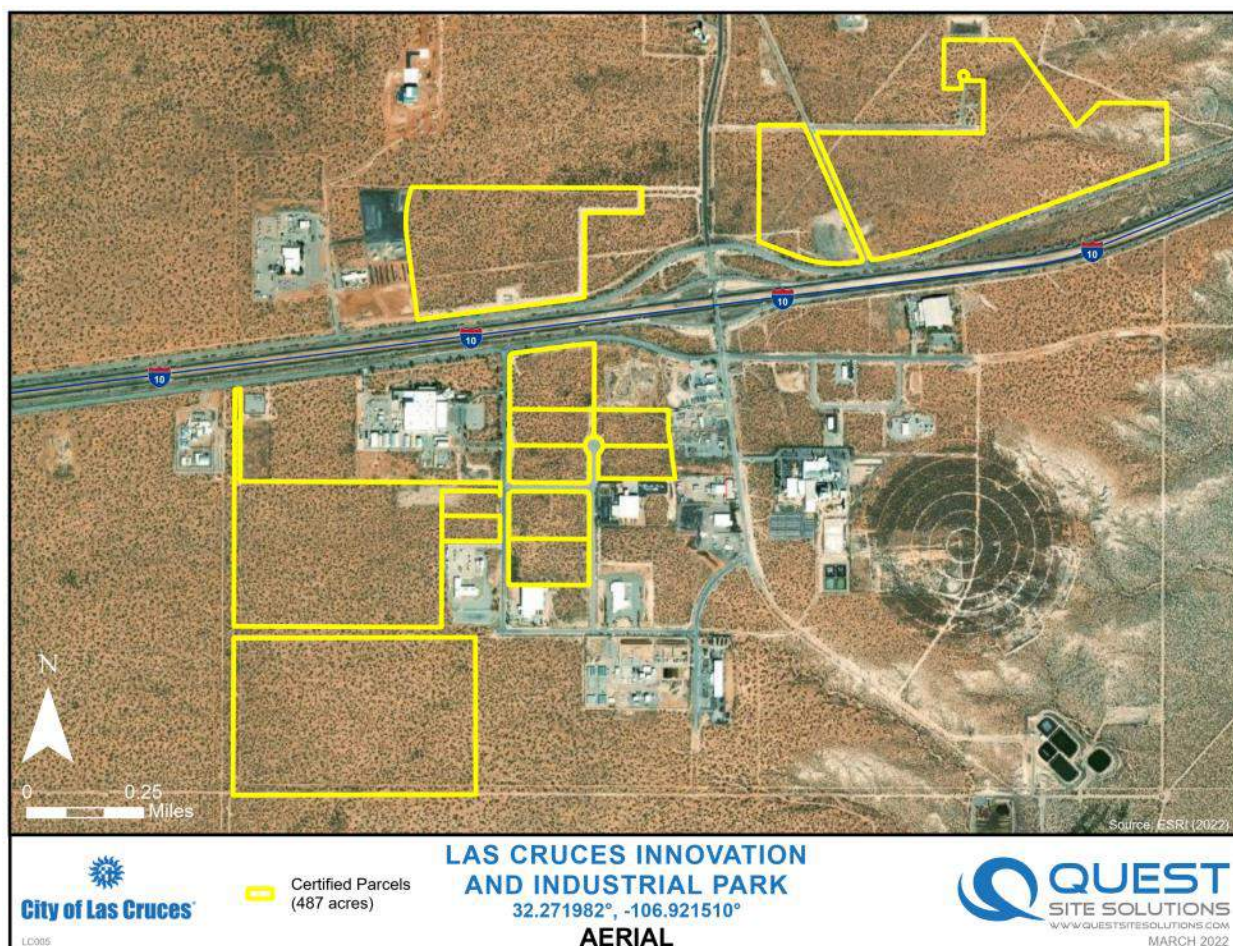 10
10
10
10
N
0 0.25
Miles
Source: ESRI (2022)
City of Las Cruces
LC005
Certified Parcels
(487 acres)
LAS CRUCES INNOVATION
AND INDUSTRIAL PARK
32.271982°, -106.921510°
AERIAL
QUEST
SITE SOLUTIONS
WWW.QUESTSITESOLUTIONS.COM
MARCH 2022